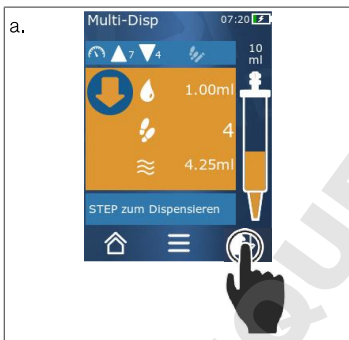 a.
Multi-Disp
07:20
7
4
10
ml
1.00ml
4
4.25ml
STEP zum Dispensieren